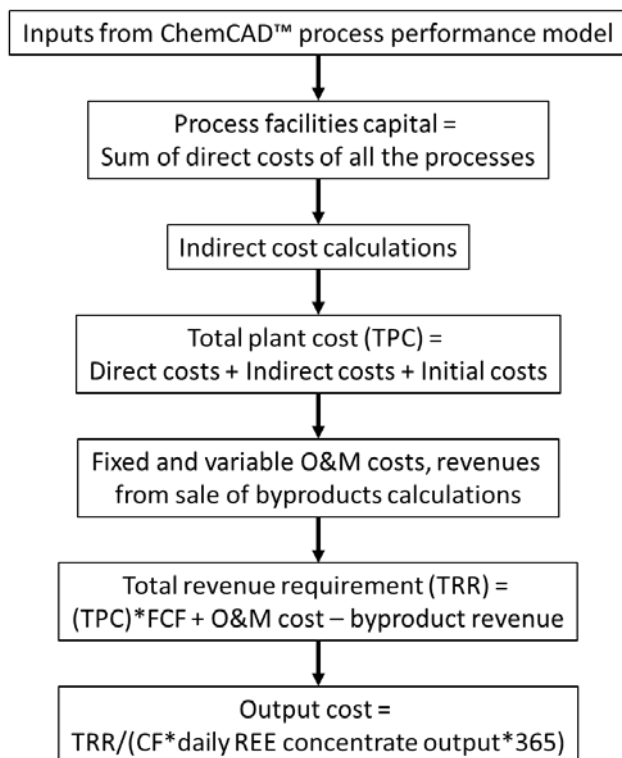 Inputs from ChemCAD™ process performance model
Process facilities capital =
Sum of direct costs of all the processes
Indirect cost calculations
Total plant cost (TPC) =
Direct costs + Indirect costs + Initial costs
Fixed and variable O&M costs, revenues
from sale of byproducts calculations
Total revenue requirement (TRR) =
(TPC)*FCF + O&M cost – byproduct revenue
Output cost =
TRR/(CF*daily REE concentrate output*365)